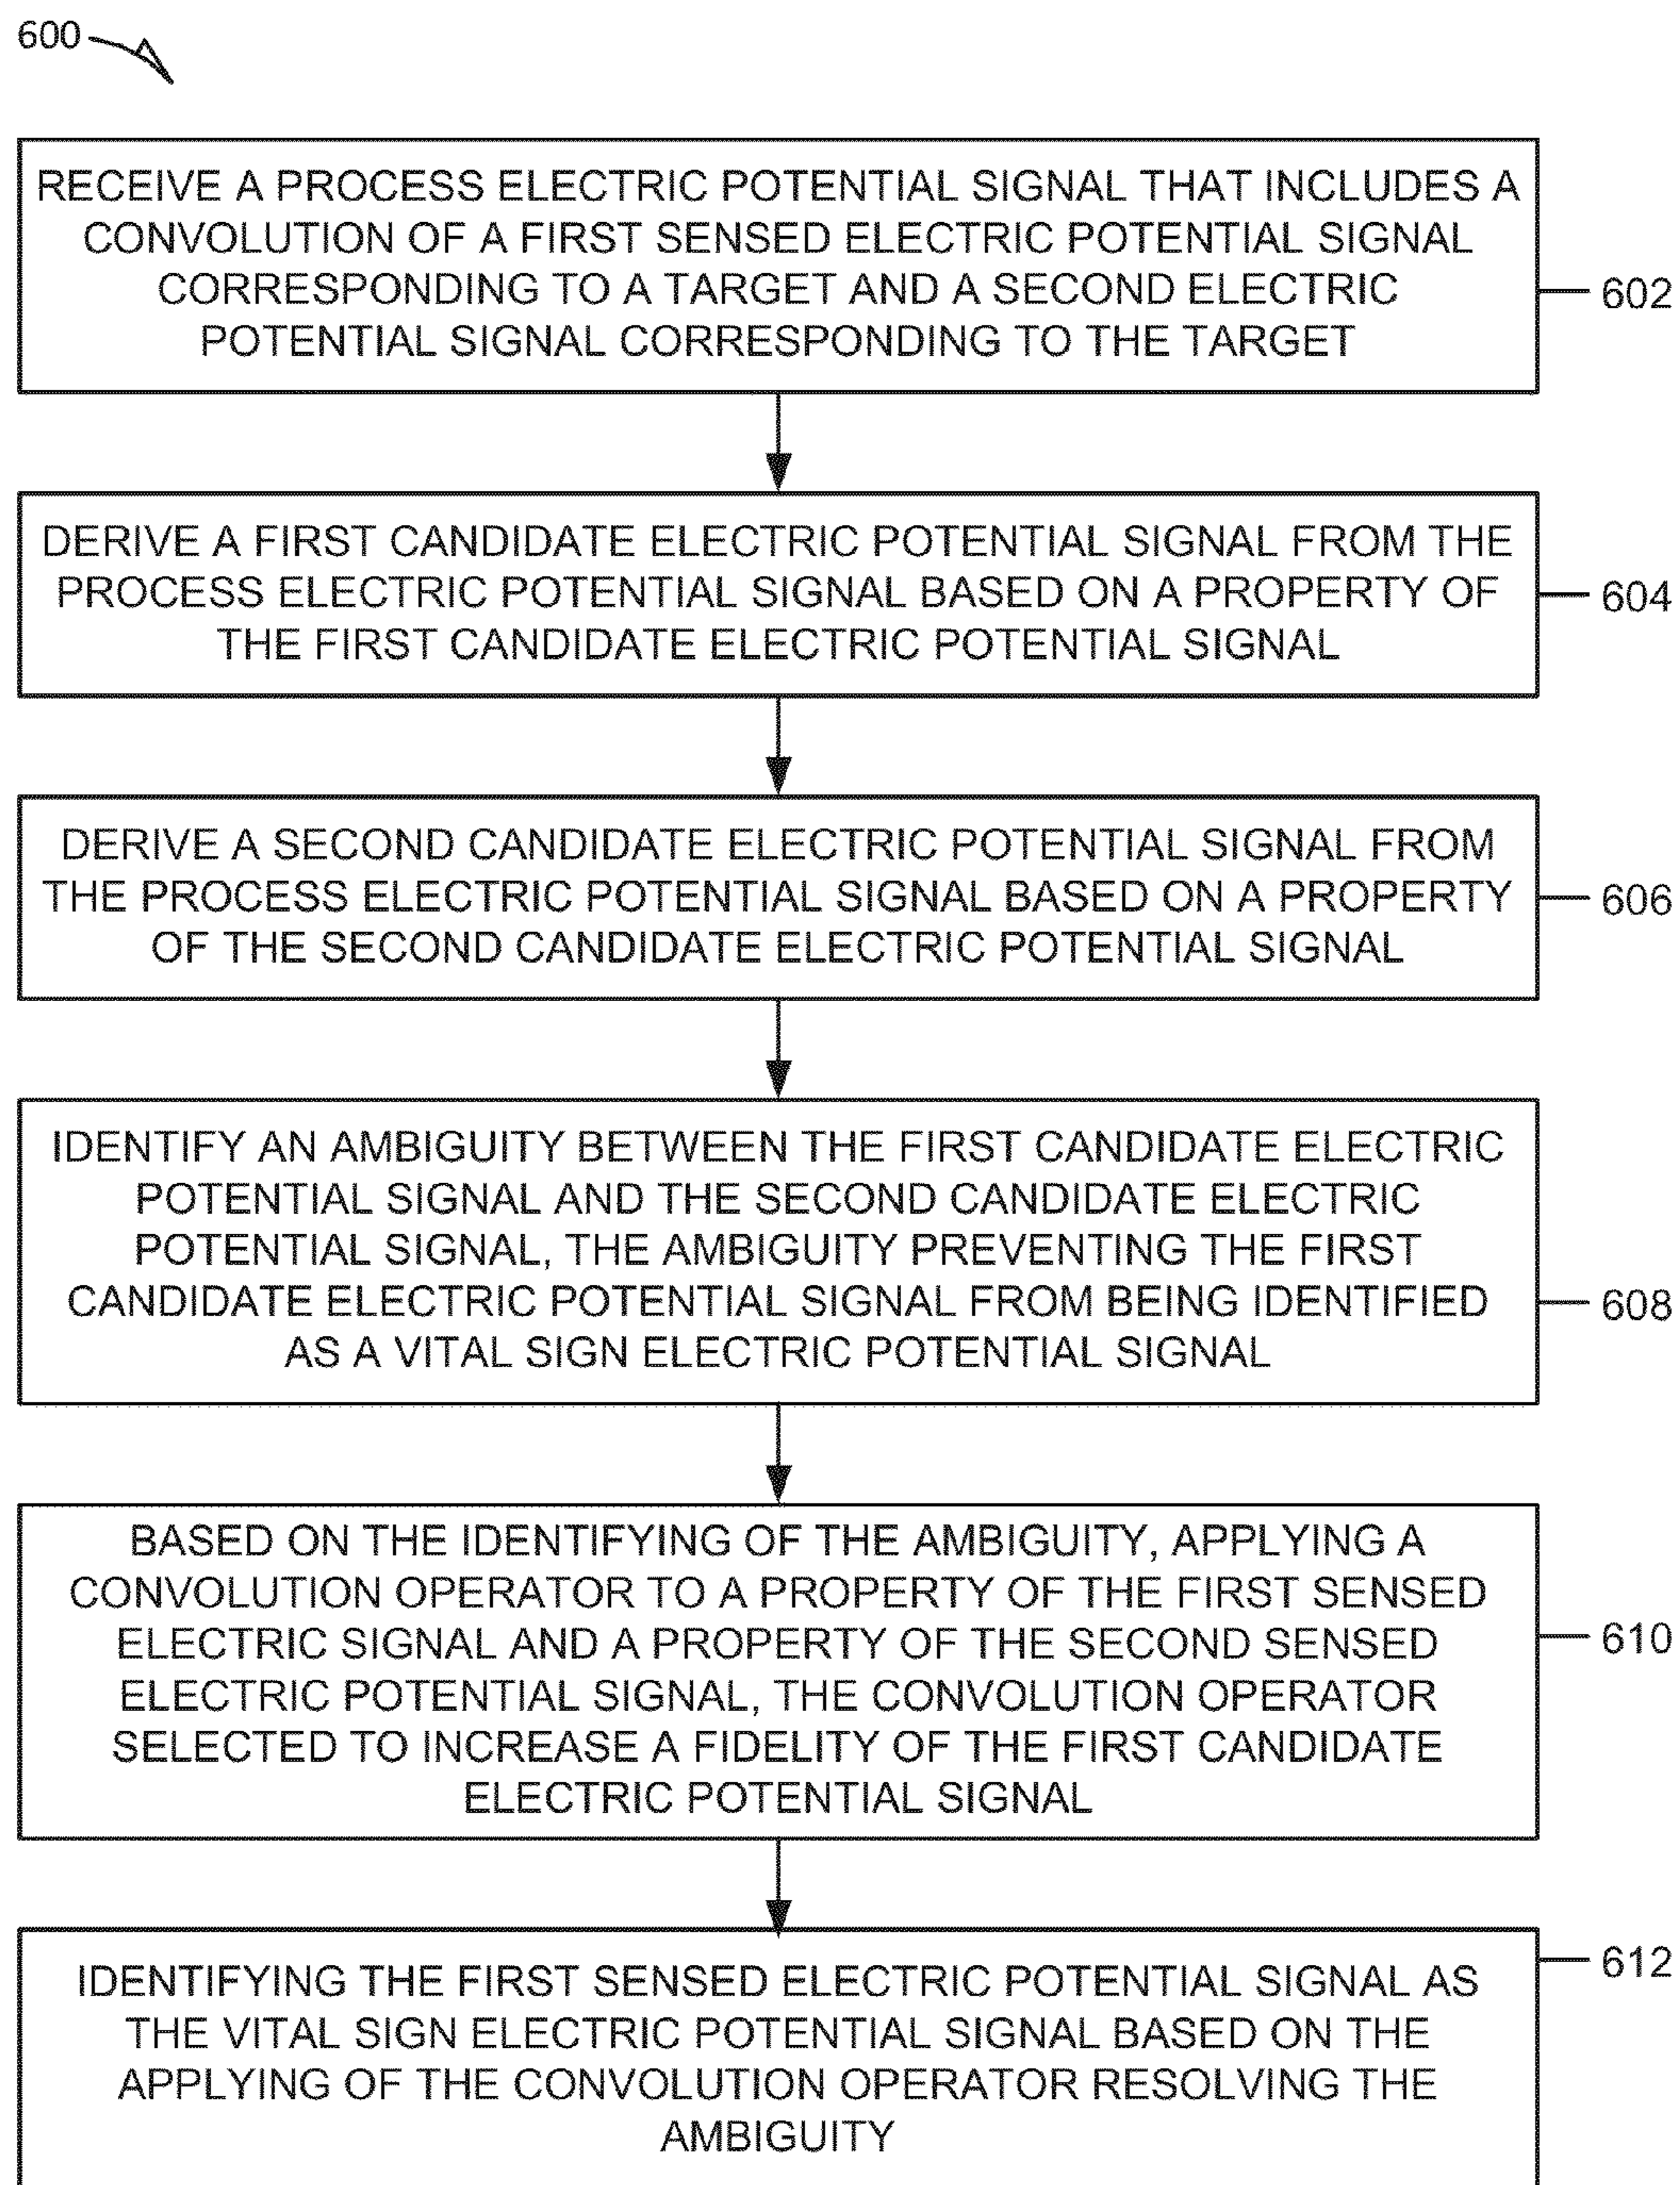 600
RECEIVE A PROCESS ELECTRIC POTENTIAL SIGNAL THAT INCLUDES A
CONVOLUTION OF A FIRST SENSED ELECTRIC POTENTIAL SIGNAL
CORRESPONDING TO A TARGET AND A SECOND ELECTRIC
POTENTIAL SIGNAL CORRESPONDING TO THE TARGET
602
DERIVE A FIRST CANDIDATE ELECTRIC POTENTIAL SIGNAL FROM THE
PROCESS ELECTRIC POTENTIAL SIGNAL BASED ON A PROPERTY OF
THE FIRST CANDIDATE ELECTRIC POTENTIAL SIGNAL
604
DERIVE A SECOND CANDIDATE ELECTRIC POTENTIAL SIGNAL FROM
THE PROCESS ELECTRIC POTENTIAL SIGNAL BASED ON A PROPERTY
OF THE SECOND CANDIDATE ELECTRIC POTENTIAL SIGNAL
606
IDENTIFY AN AMBIGUITY BETWEEN THE FIRST CANDIDATE ELECTRIC
POTENTIAL SIGNAL AND THE SECOND CANDIDATE ELECTRIC
POTENTIAL SIGNAL, THE AMBIGUITY PREVENTING THE FIRST
CANDIDATE ELECTRIC POTENTIAL SIGNAL FROM BEING IDENTIFIED
AS A VITAL SIGN ELECTRIC POTENTIAL SIGNAL
608
BASED ON THE IDENTIFYING OF THE AMBIGUITY, APPLYING A
CONVOLUTION OPERATOR TO A PROPERTY OF THE FIRST SENSED
ELECTRIC SIGNAL AND A PROPERTY OF THE SECOND SENSED
ELECTRIC POTENTIAL SIGNAL, THE CONVOLUTION OPERATOR
SELECTED TO INCREASE A FIDELITY OF THE FIRST CANDIDATE
ELECTRIC POTENTIAL SIGNAL
610
IDENTIFYING THE FIRST SENSED ELECTRIC POTENTIAL SIGNAL AS
THE VITAL SIGN ELECTRIC POTENTIAL SIGNAL BASED ON THE
APPLYING OF THE CONVOLUTION OPERATOR RESOLVING THE
AMBIGUITY
612